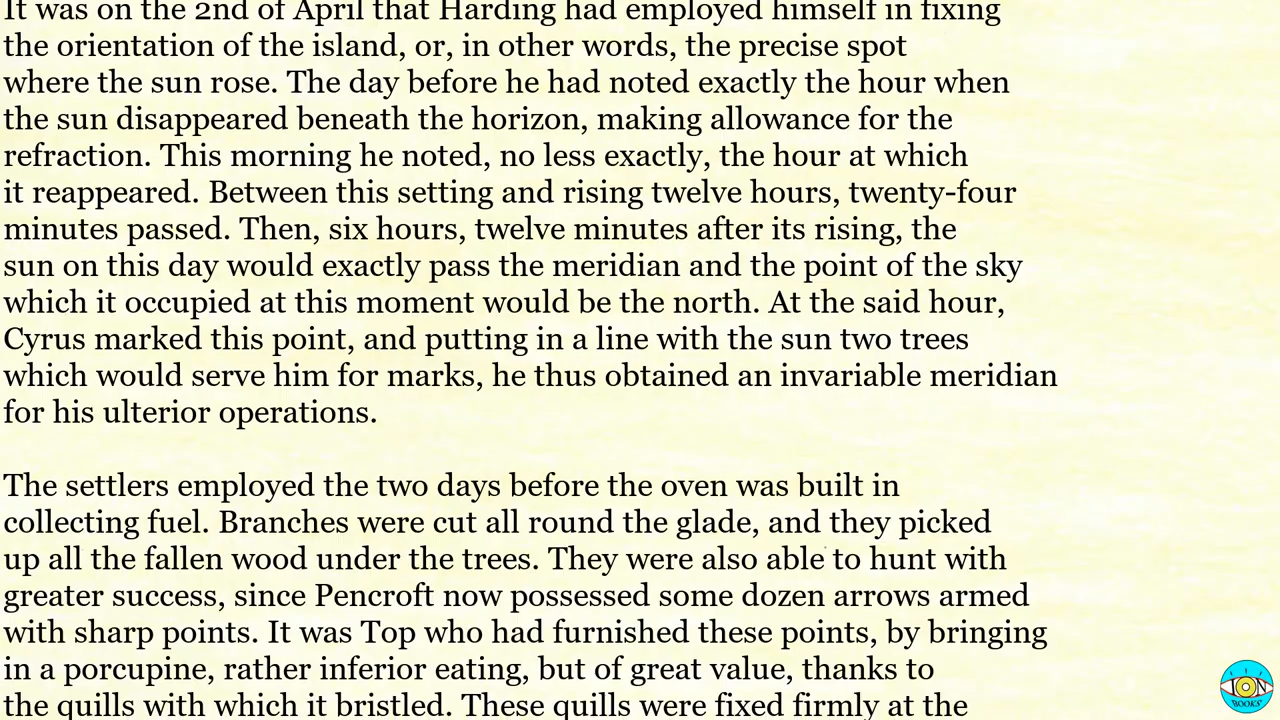 It was on the 2nd of April that Harding had employed himself in fixing
the orientation of the island, or, in other words, the precise spot
where the sun rose. The day before he had noted exactly the hour when
the sun disappeared beneath the horizon, making allowance for the
refraction. This morning he noted, no less exactly, the hour at which
it reappeared. Between this setting and rising twelve hours, twenty-four
minutes passed. Then, six hours, twelve minutes after its rising, the
sun on this day would exactly pass the meridian and the point of the sky
which it occupied at this moment would be the north. At the said hour,
Cyrus marked this point, and putting in a line with the sun two trees
which would serve him for marks, he thus obtained an invariable meridian
for his ulterior operations.
The settlers employed the two days before the oven was built in
collecting fuel. Branches were cut all round the glade, and they picked
up all the fallen wood under the trees. They were also able to hunt with
greater success, since Pencroft now possessed some dozen arrows armed
with sharp points. It was Top who had furnished these points, by bringing
in a porcupine, rather inferior eating, but of great value, thanks to
the quills with which it bristled. These quills were fixed firmly at the
ION
BOOKS